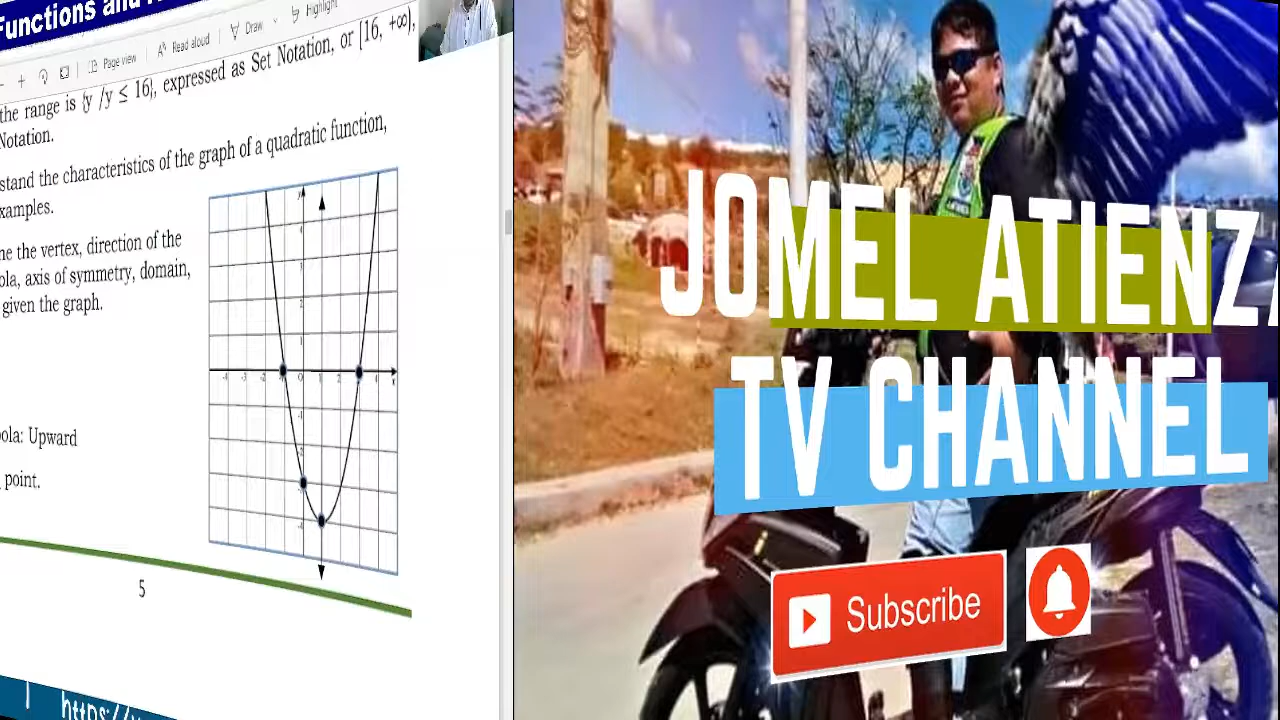 Functions and
Page view
Read aloud
Draw
Highlight
the range is {y /y ≤ 16}, expressed as Set Notation, or [16, +∞),
Notation.
stand the characteristics of the graph of a quadratic function,
xamples.
ne the vertex, direction of the
ola, axis of symmetry, domain,
given the graph.
ola: Upward
point.
5
JOMEL ATIENZA
TV CHANNEL
Subscribe